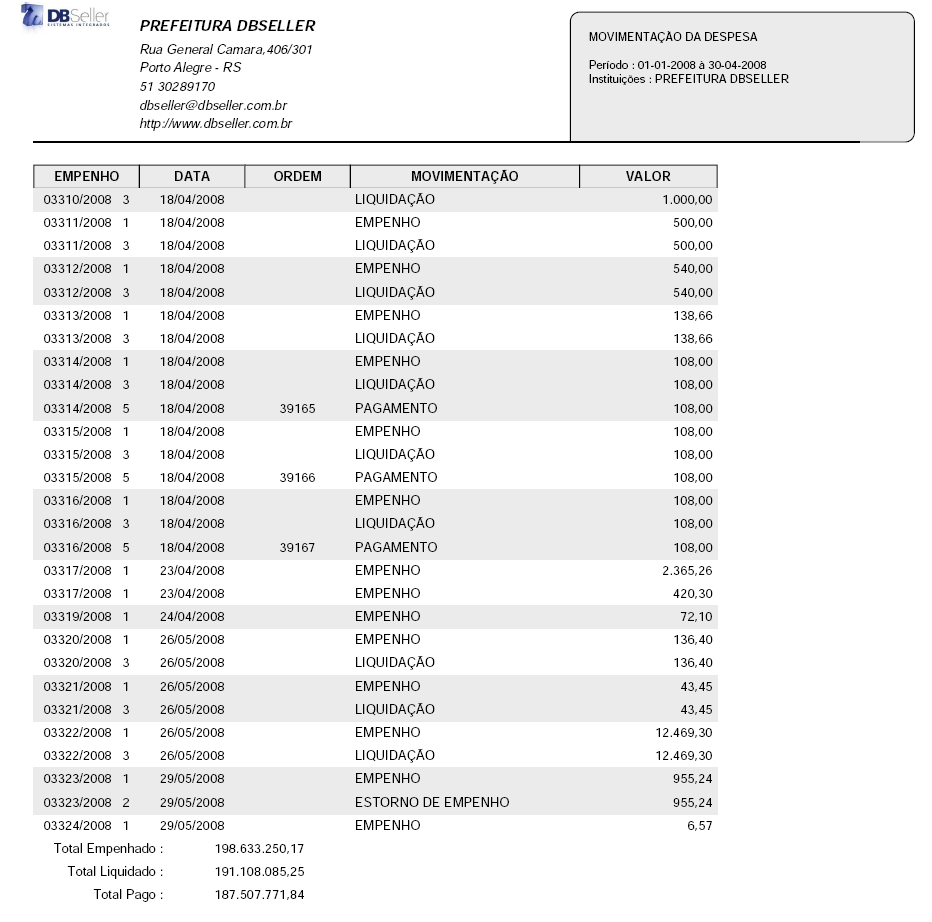 DBSeller
SISTEMAS INTEGRADOS
PREFEITURA DBSELLER
Rua General Camara,406/301
Porto Alegre - RS
51 30289170
dbseller@dbseller.com.br
http://www.dbseller.com.br
MOVIMENTAÇÃO DA DESPESA
Período : 01-01-2008 à 30-04-2008
Instituições : PREFEITURA DBSELLER
EMPENHO DATA ORDEM MOVIMENTAÇÃO VALOR
03310/2008 3 18/04/2008 LIQUIDAÇÃO 1.000,00
03311/2008 1 18/04/2008 EMPENHO 500,00
03311/2008 3 18/04/2008 LIQUIDAÇÃO 500,00
03312/2008 1 18/04/2008 EMPENHO 540,00
03312/2008 3 18/04/2008 LIQUIDAÇÃO 540,00
03313/2008 1 18/04/2008 EMPENHO 138,66
03313/2008 3 18/04/2008 LIQUIDAÇÃO 138,66
03314/2008 1 18/04/2008 EMPENHO 108,00
03314/2008 3 18/04/2008 LIQUIDAÇÃO 108,00
03314/2008 5 18/04/2008 39165 PAGAMENTO 108,00
03315/2008 1 18/04/2008 EMPENHO 108,00
03315/2008 3 18/04/2008 LIQUIDAÇÃO 108,00
03315/2008 5 18/04/2008 39166 PAGAMENTO 108,00
03316/2008 1 18/04/2008 EMPENHO 108,00
03316/2008 3 18/04/2008 LIQUIDAÇÃO 108,00
03316/2008 5 18/04/2008 39167 PAGAMENTO 108,00
03317/2008 1 23/04/2008 EMPENHO 2.365,26
03317/2008 1 23/04/2008 EMPENHO 420,30
03319/2008 1 24/04/2008 EMPENHO 72,10
03320/2008 1 26/05/2008 EMPENHO 136,40
03320/2008 3 26/05/2008 LIQUIDAÇÃO 136,40
03321/2008 1 26/05/2008 EMPENHO 43,45
03321/2008 3 26/05/2008 LIQUIDAÇÃO 43,45
03322/2008 1 26/05/2008 EMPENHO 12.469,30
03322/2008 3 26/05/2008 LIQUIDAÇÃO 12.469,30
03323/2008 1 29/05/2008 EMPENHO 955,24
03323/2008 2 29/05/2008 ESTORNO DE EMPENHO 955,24
03324/2008 1 29/05/2008 EMPENHO 6,57
Total Empenhado : 198.633.250,17
Total Liquidado : 191.108.085,25
Total Pago : 187.507.771,84